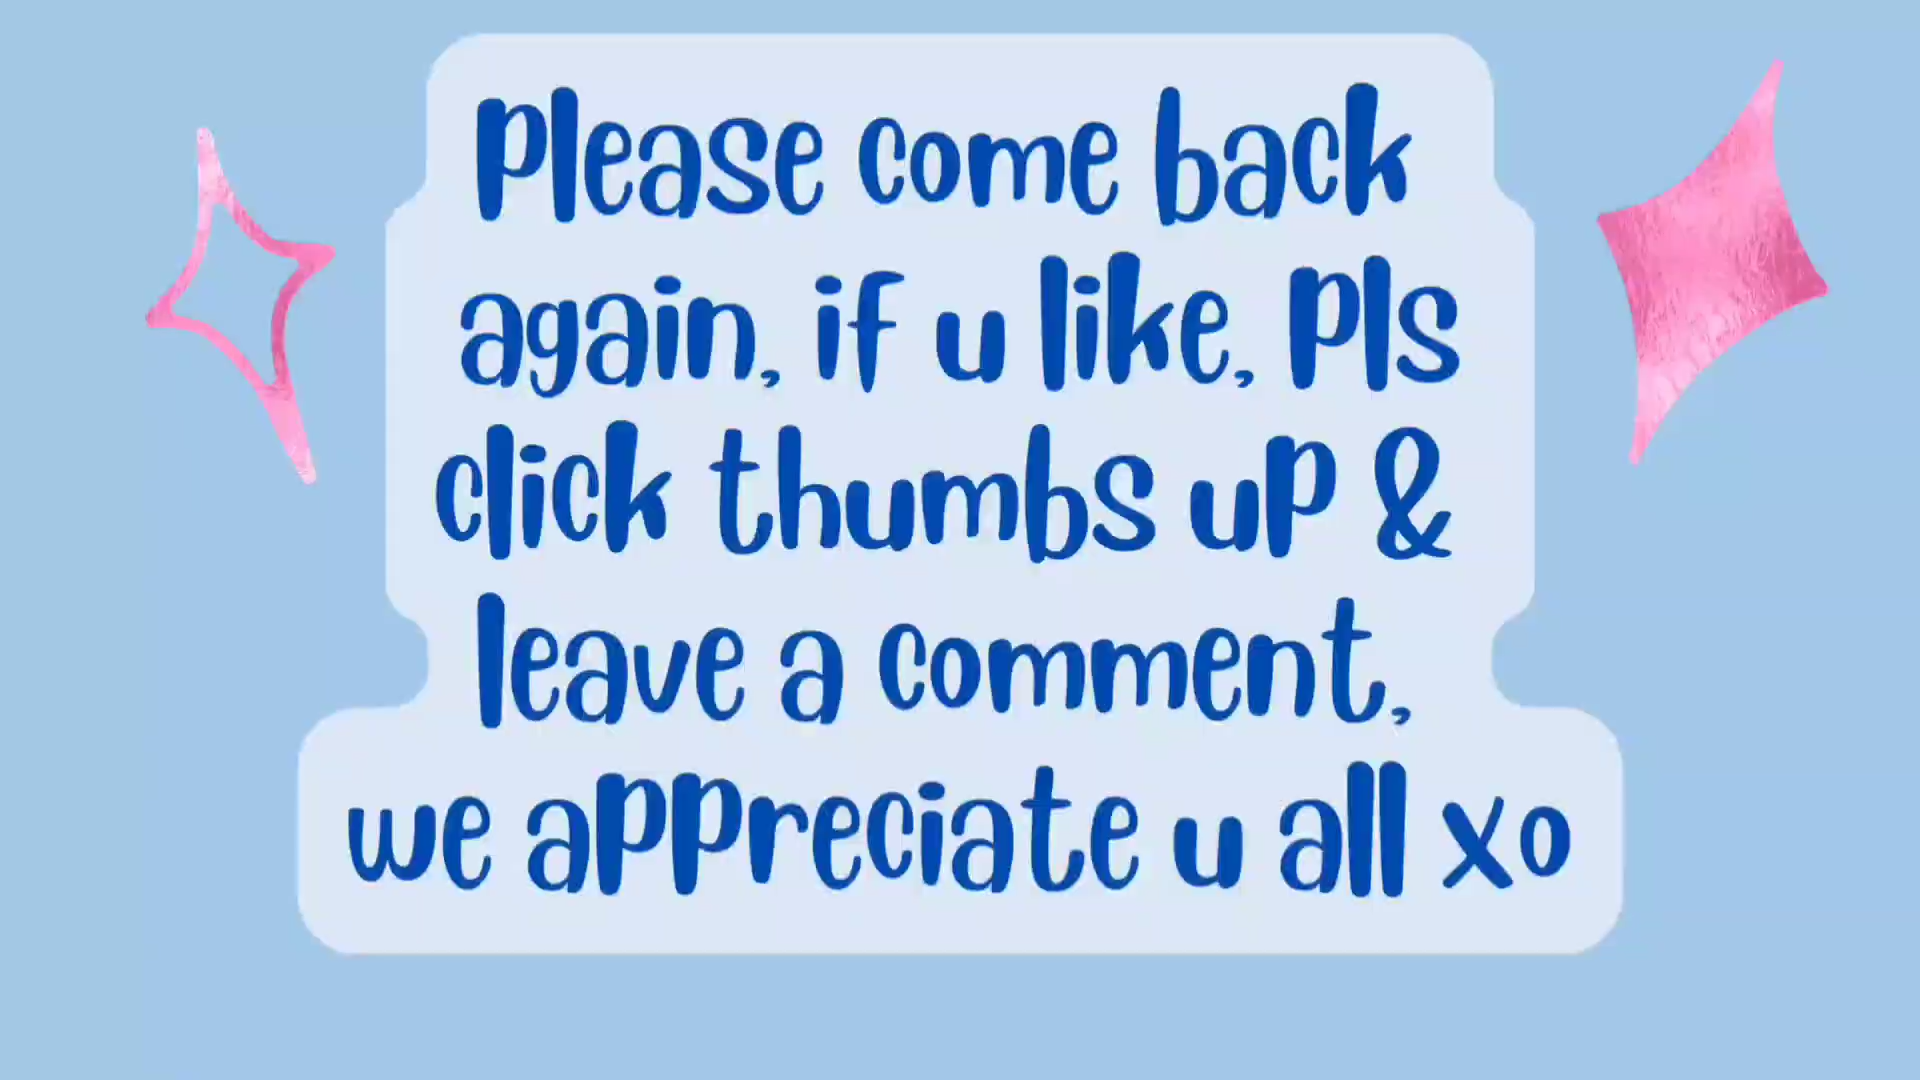 Please come back
again, if u like, pls
click thumbs up &
leave a comment,
we appreciate u all xo